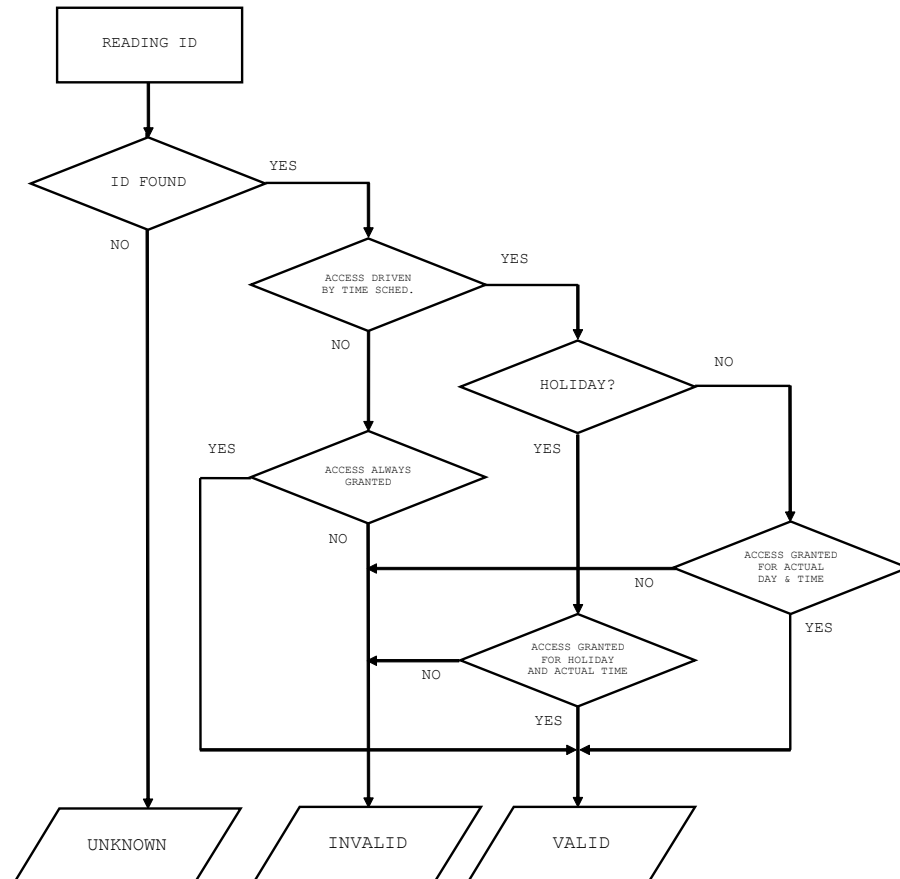 READING ID
YES
ID FOUND
NO
YES
ACCESS DRIVEN
BY TIME SCHED.
NO
NO
HOLIDAY?
YES
YES
ACCESS ALWAYS
GRANTED
NO
ACCESS GRANTED
FOR ACTUAL
DAY & TIME
NO
YES
ACCESS GRANTED
FOR HOLIDAY
AND ACTUAL TIME
NO
YES
UNKNOWN
INVALID
VALID